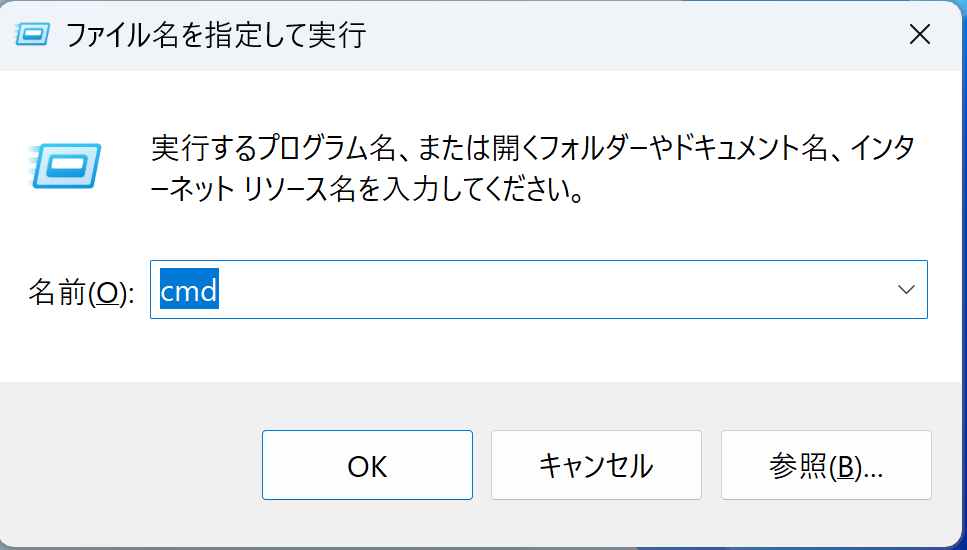 ファイル名を指定して実行
実行するプログラム名、または開くフォルダーやドキュメント名、インタ
ーネット リソース名を入力してください。
名前(O): cmd
OK キャンセル 参照(B)...